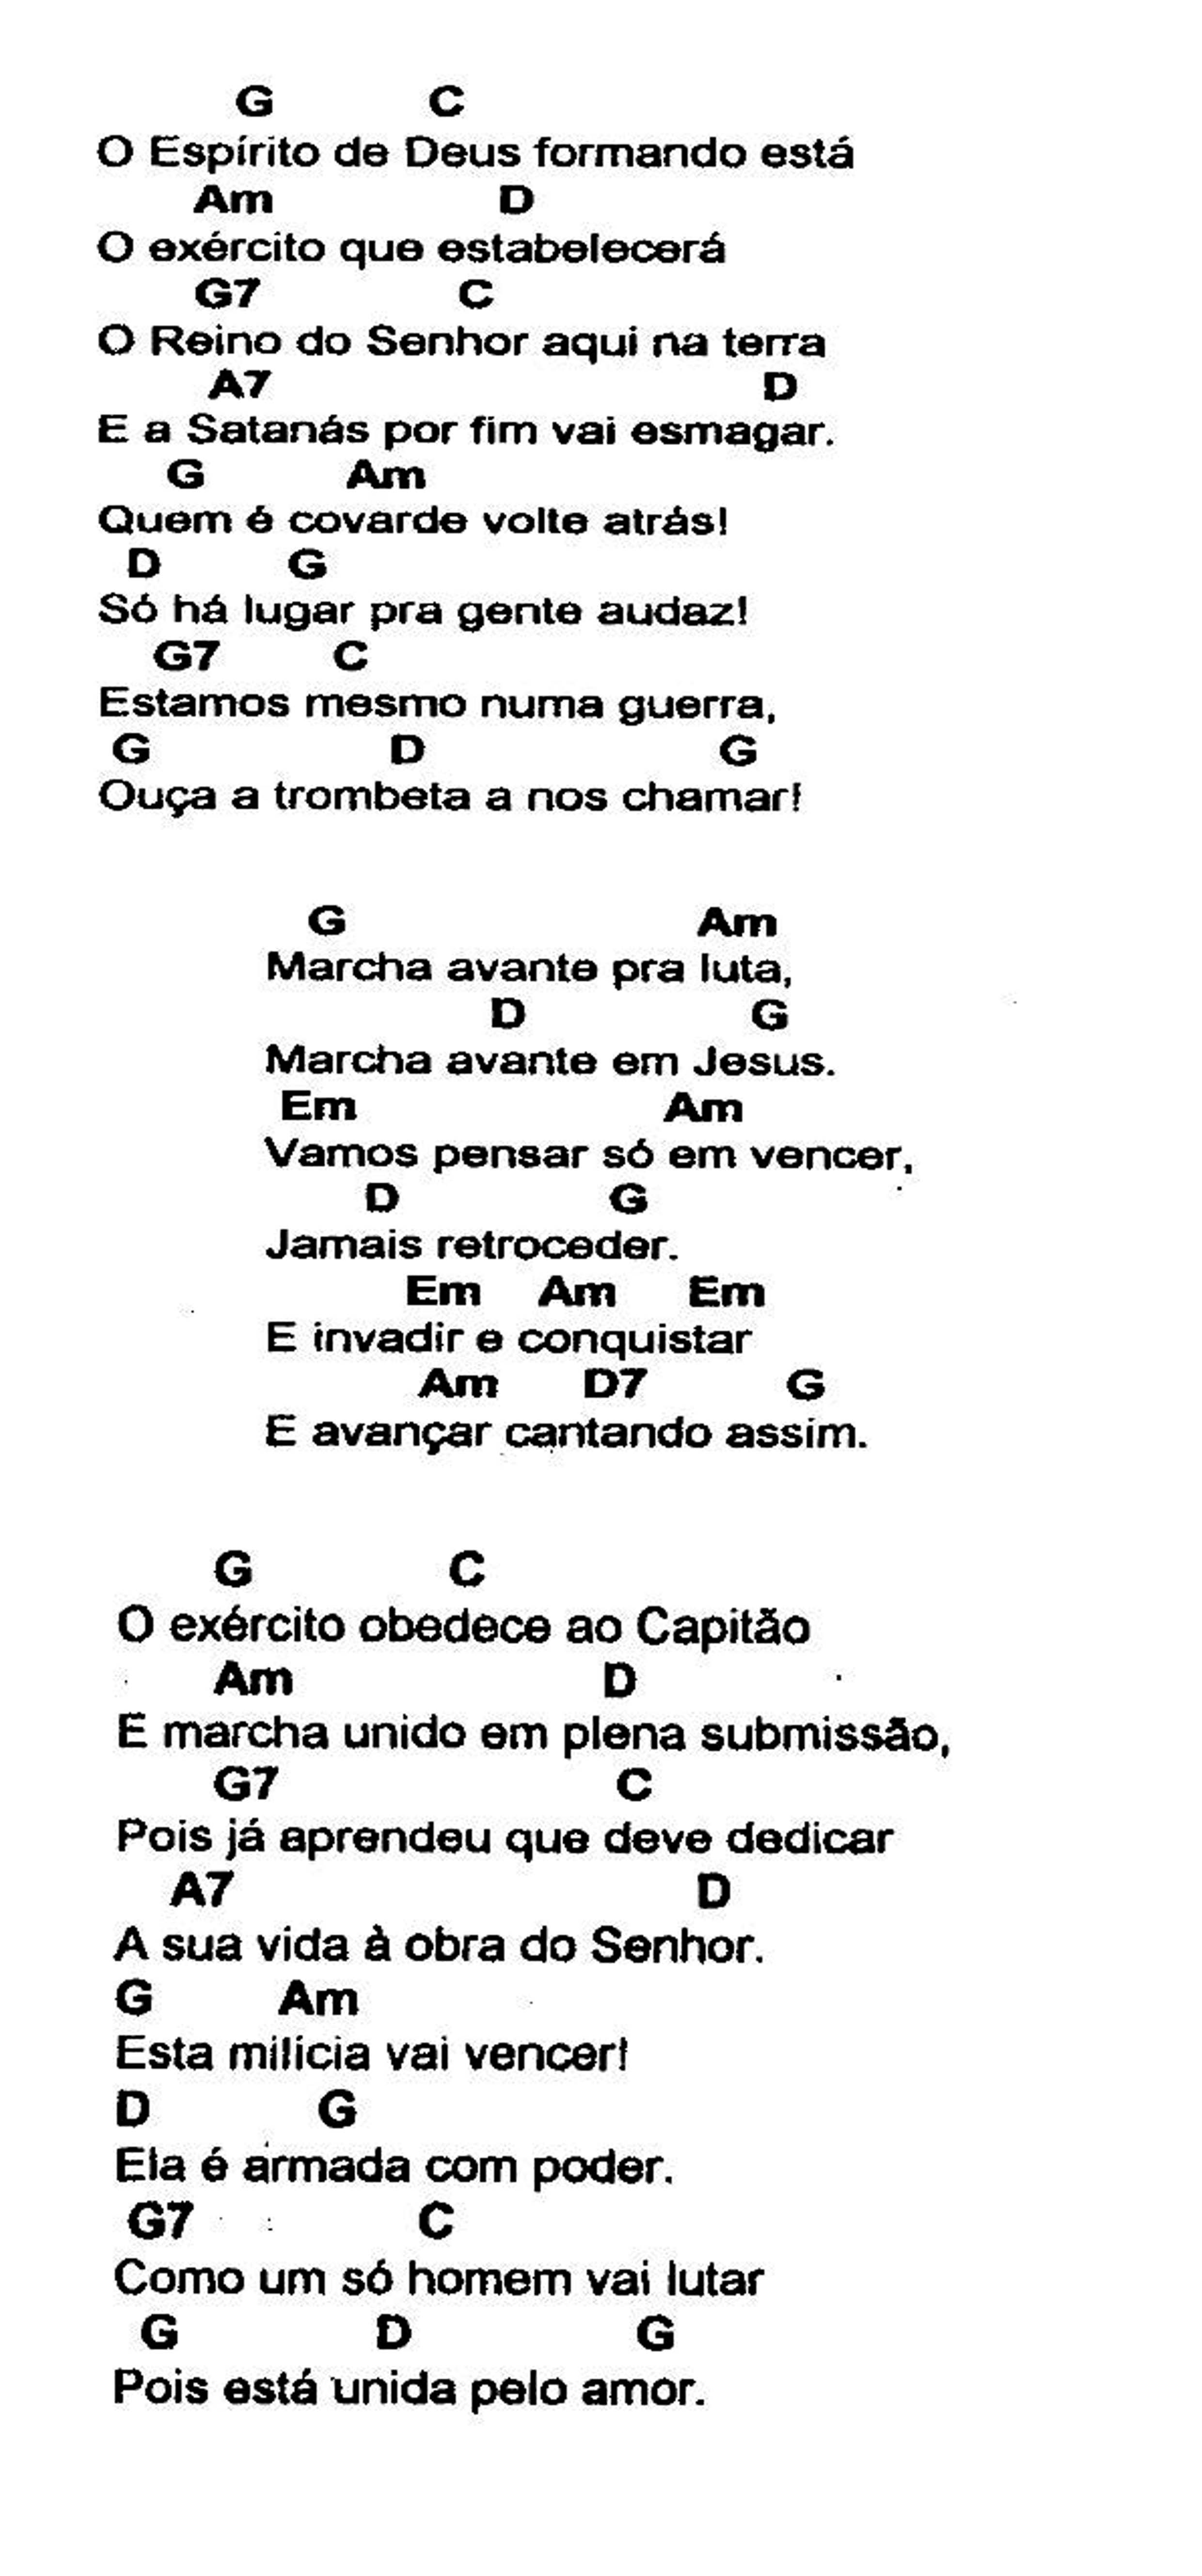 G C
O Espírito de Deus formando está
Am D
O exército que estabelecerá
G7 C
O Reino do Senhor aqui na terra
A7 D
E a Satanás por fim vai esmagar.
G Am
Quem é covarde volte atrás!
D G
Só há lugar pra gente audaz!
G7 C
Estamos mesmo numa guerra,
G D G
Ouça a trombeta a nos chamar!
G Am
Marcha avante pra luta,
D G
Marcha avante em Jesus.
Em Am
Vamos pensar só em vencer,
D G
Jamais retroceder.
Em Am Em
E invadir e conquistar
Am D7 G
E avançar cantando assim.
G C
O exército obedece ao Capitão
Am D
E marcha unido em plena submissão,
G7 C
Pois já aprendeu que deve dedicar
A7 D
A sua vida à obra do Senhor.
G Am
Esta milícia vai vencer!
D G
Ela é armada com poder.
G7 C
Como um só homem vai lutar
G D G
Pois está unida pelo amor.